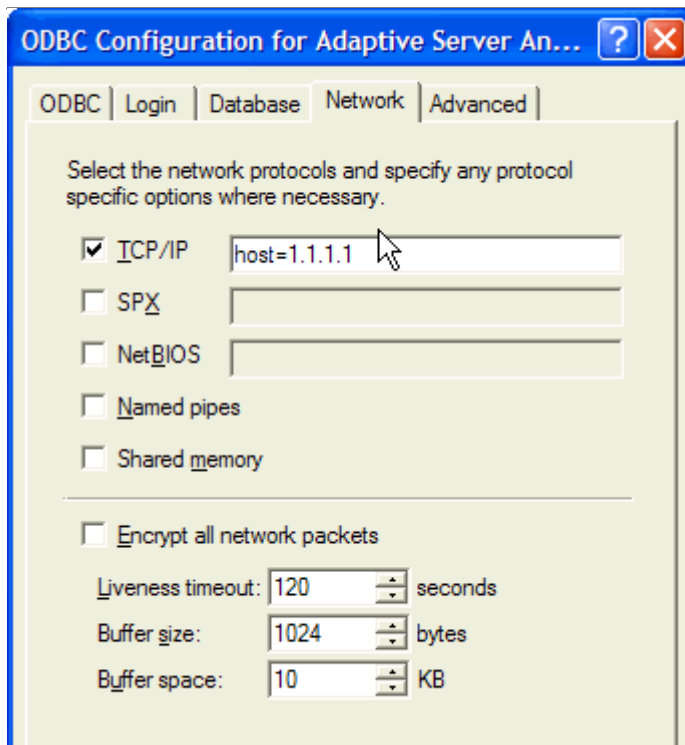 ODBC Configuration for Adaptive Server An...
ODBC Login Database Network Advanced
Select the network protocols and specify any protocol
specific options where necessary.
TCP/IP host=1.1.1.1
SPX
NetBIOS
Named pipes
Shared memory
Encrypt all network packets
Liveness timeout: 120 seconds
Buffer size: 1024 bytes
Buffer space: 10 KB